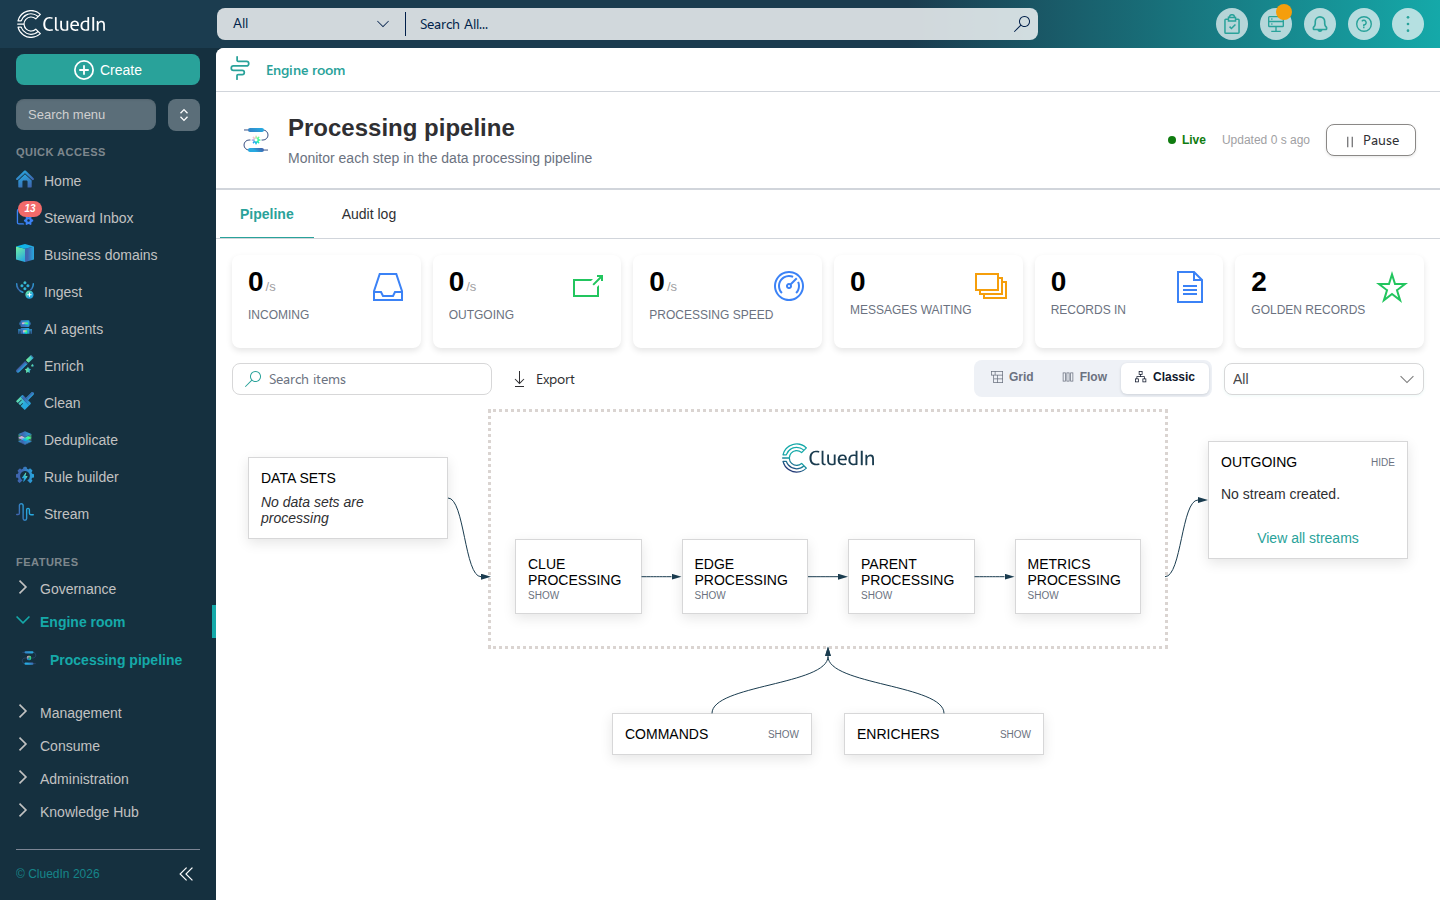 CluedIn
All
Search All...
Create
Search menu
QUICK ACCESS
Home
13
Steward Inbox
Business domains
Ingest
AI agents
Enrich
Clean
Deduplicate
Rule builder
Stream
FEATURES
Governance
Engine room
Processing pipeline
Management
Consume
Administration
Knowledge Hub
© CluedIn 2026
Engine room
Processing pipeline
Monitor each step in the data processing pipeline
Live
Updated 0 s ago
Pause
Pipeline
Audit log
0 /s
INCOMING
0 /s
OUTGOING
0 /s
PROCESSING SPEED
0
MESSAGES WAITING
0
RECORDS IN
2
GOLDEN RECORDS
Search items
Export
Grid
Flow
Classic
All
CluedIn
DATA SETS
No data sets are
processing
CLUE
PROCESSING
SHOW
EDGE
PROCESSING
SHOW
PARENT
PROCESSING
SHOW
METRICS
PROCESSING
SHOW
OUTGOING
HIDE
No stream created.
View all streams
COMMANDS
SHOW
ENRICHERS
SHOW